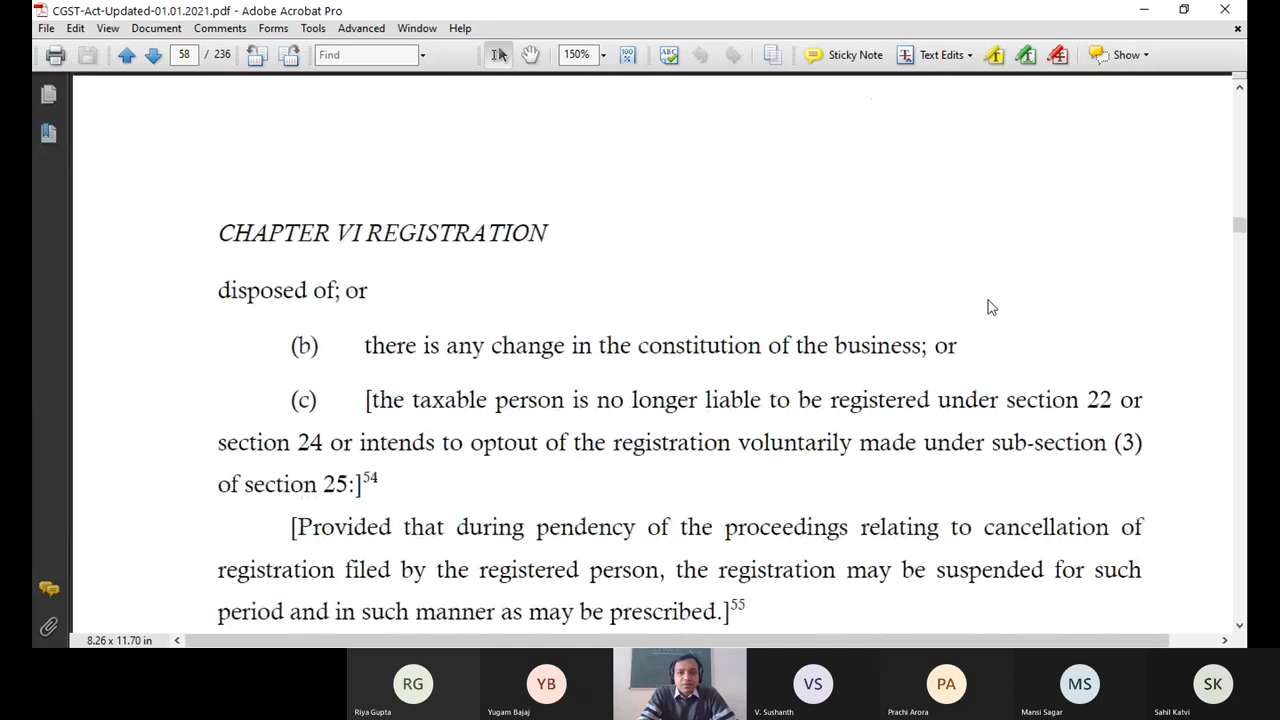 CGST-Act-Updated-01.01.2021.pdf - Adobe Acrobat Pro
File Edit View Document Comments Forms Tools Advanced Window Help
58 / 236 Find 150% Sticky Note Text Edits Show
CHAPTER VI REGISTRATION
disposed of; or
(b) there is any change in the constitution of the business; or
(c) [the taxable person is no longer liable to be registered under section 22 or
section 24 or intends to optout of the registration voluntarily made under sub-section (3)
of section 25:]54
[Provided that during pendency of the proceedings relating to cancellation of
registration filed by the registered person, the registration may be suspended for such
period and in such manner as may be prescribed.]55
8.26 x 11.70 in
RG YB VS PA MS SK
Riya Gupta Yugam Bajaj V. Sushanth Prachi Arora Mansi Sagar Sahil Katvi